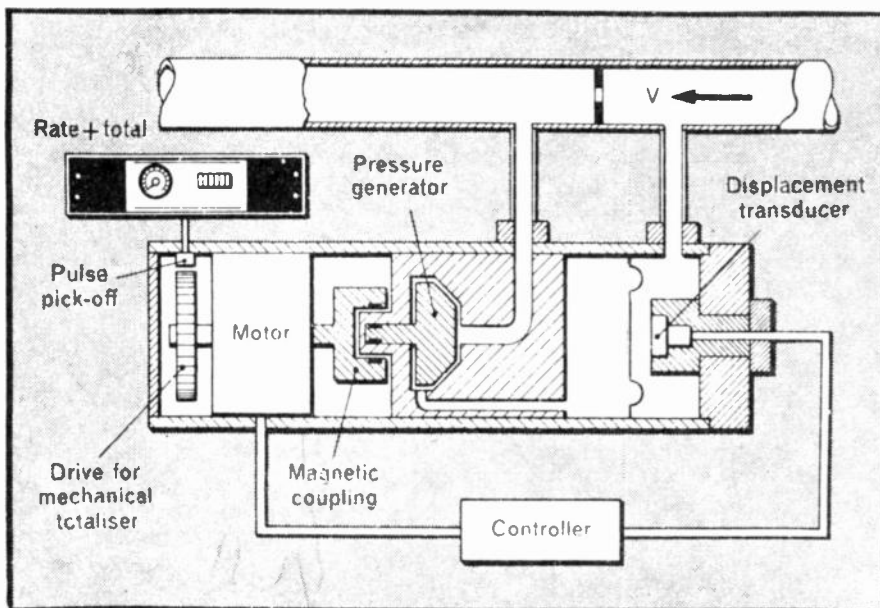 V
Rate + total
Pressure
generator
Displacement
transducer
Pulse
pick-off
Motor
Drive for
mechanical
totaliser
Magnetic
coupling
Controller